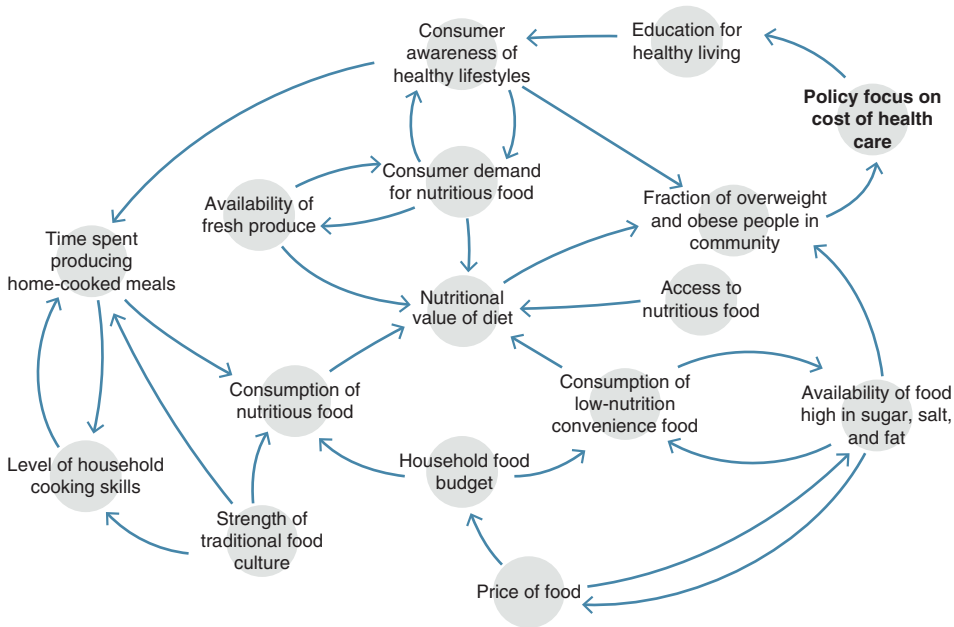 Consumer
awareness of
healthy lifestyles
Education for
healthy living
Policy focus on
cost of health
care
Consumer demand
for nutritious food
Availability of
fresh produce
Fraction of overweight
and obese people in
community
Time spent
producing
home-cooked meals
Nutritional
value of diet
Access to
nutritious food
Consumption of
nutritious food
Consumption of
low-nutrition
convenience food
Availability of food
high in sugar, salt,
and fat
Level of household
cooking skills
Household food
budget
Strength of
traditional food
culture
Price of food